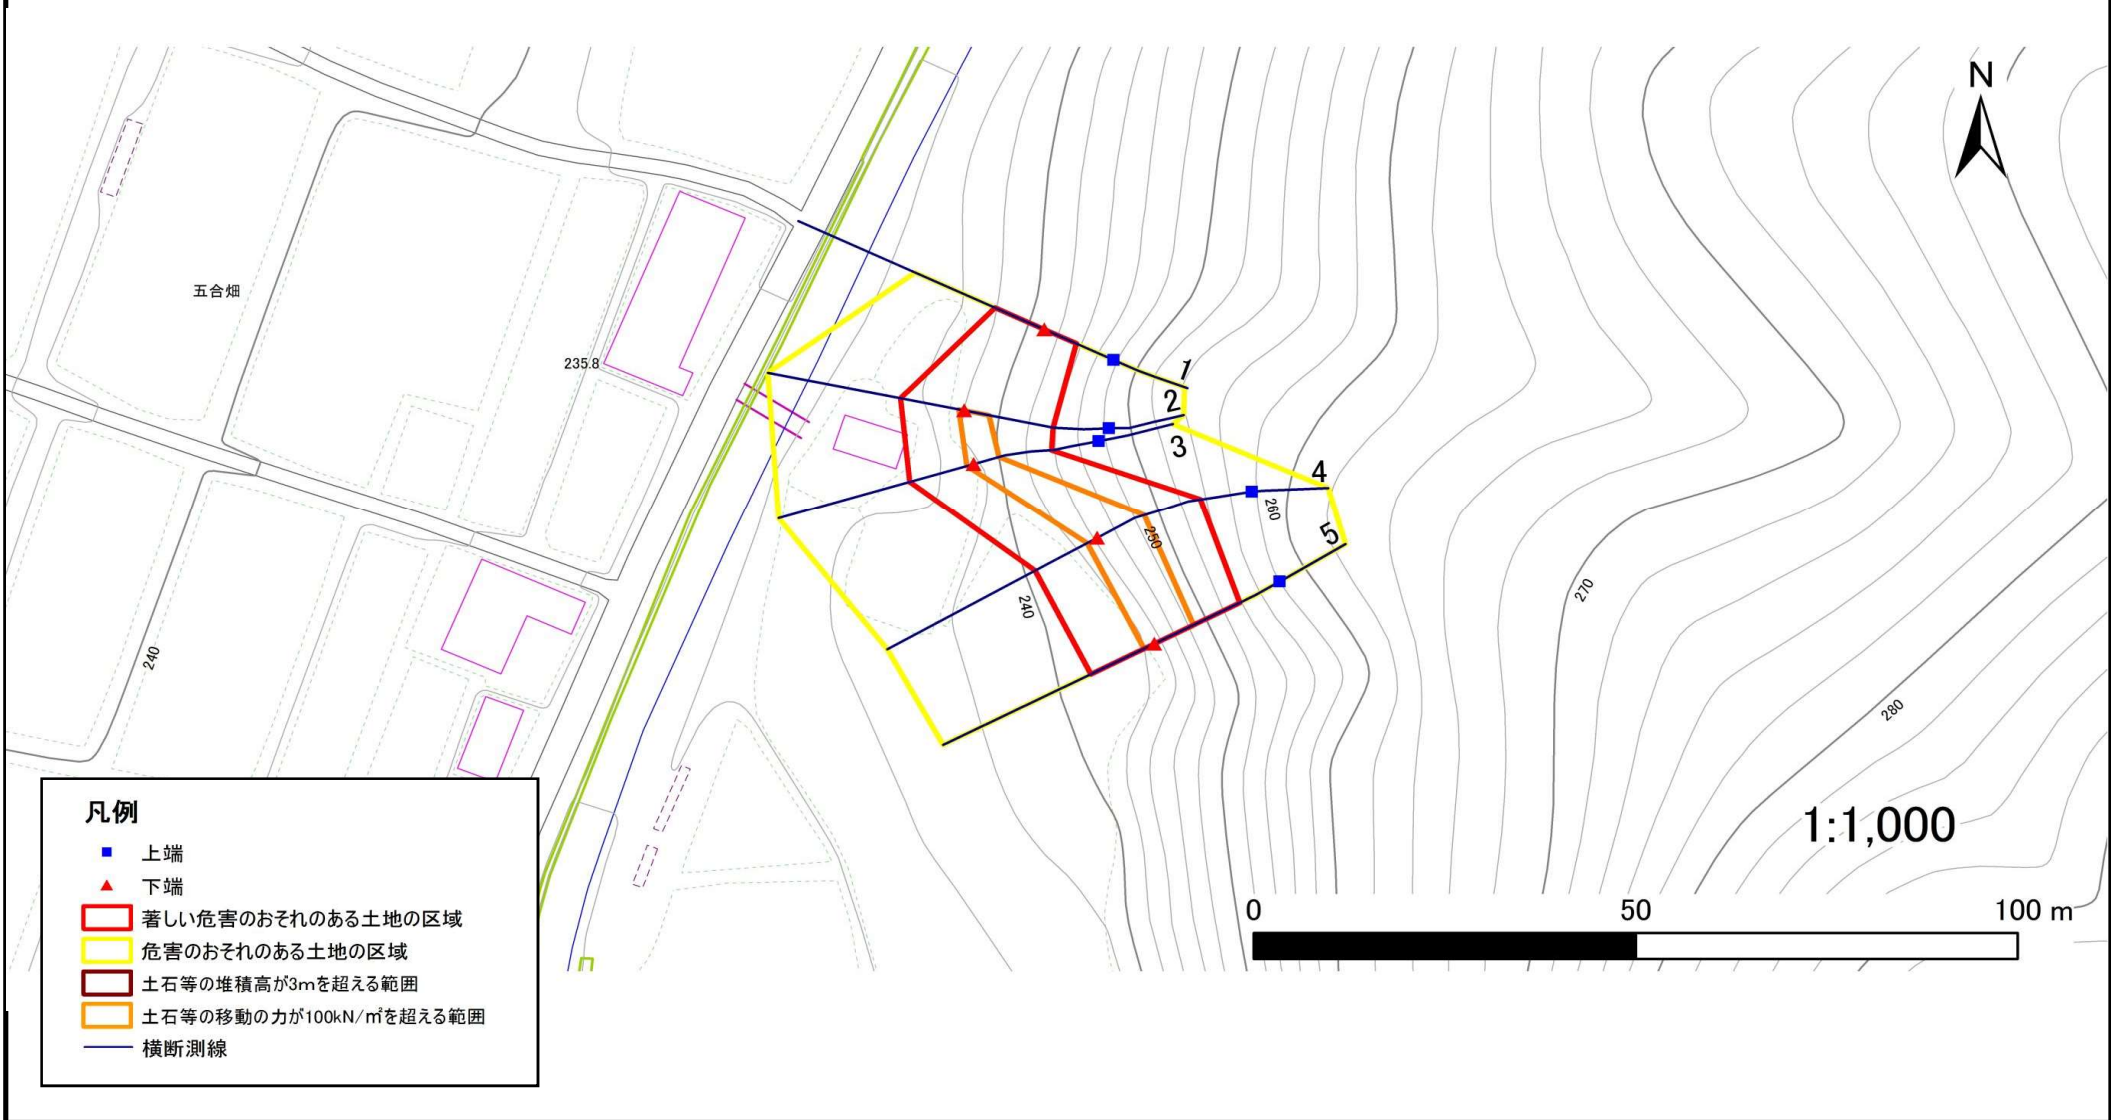 N
五合畑
235.8
1
2
3
4
5
260
250
240
240
270
280
1:1,000
0 50 100 m
凡例
上端
下端
著しい危害のおそれのある土地の区域
危害のおそれのある土地の区域
土石等の堆積高が3mを超える範囲
土石等の移動の力が100kN/㎡を超える範囲
横断測線